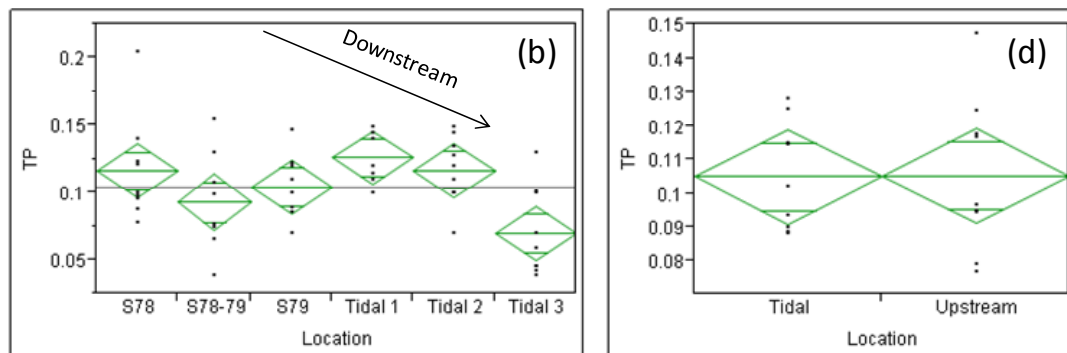 (b)
Downstream
TP
0.2
0.15
0.1
0.05
S78 S78-79 S79 Tidal 1 Tidal 2 Tidal 3
Location
(d)
TP
0.15
0.14
0.13
0.12
0.11
0.1
0.09
0.08
Tidal Upstream
Location